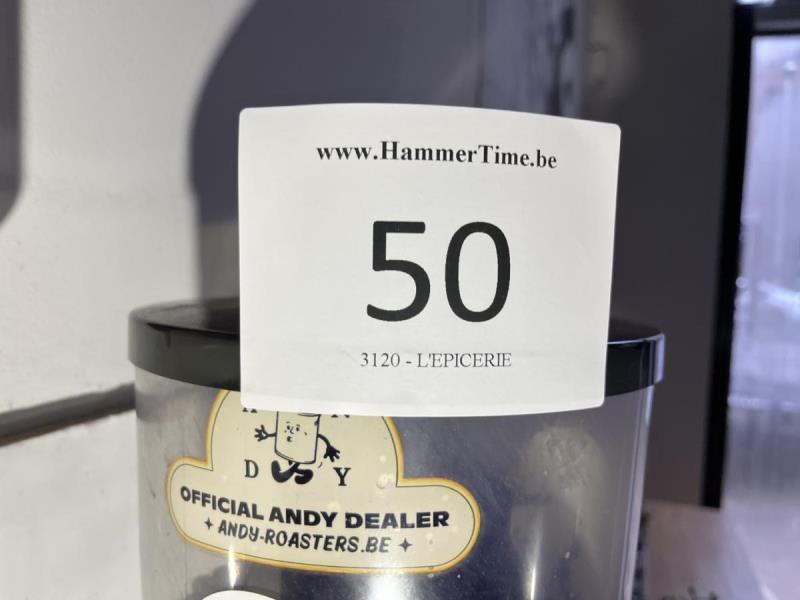 www.HammerTime.be
50
3120 - L'EPICERIE
D Y
OFFICIAL ANDY DEALER
ANDY-ROASTERS.BE